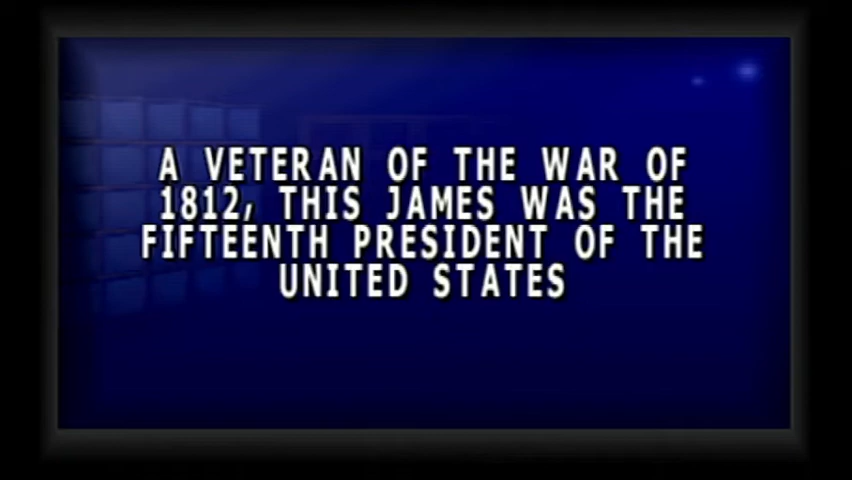 A VETERAN OF THE WAR OF
1812, THIS JAMES WAS THE
FIFTEENTH PRESIDENT OF THE
UNITED STATES